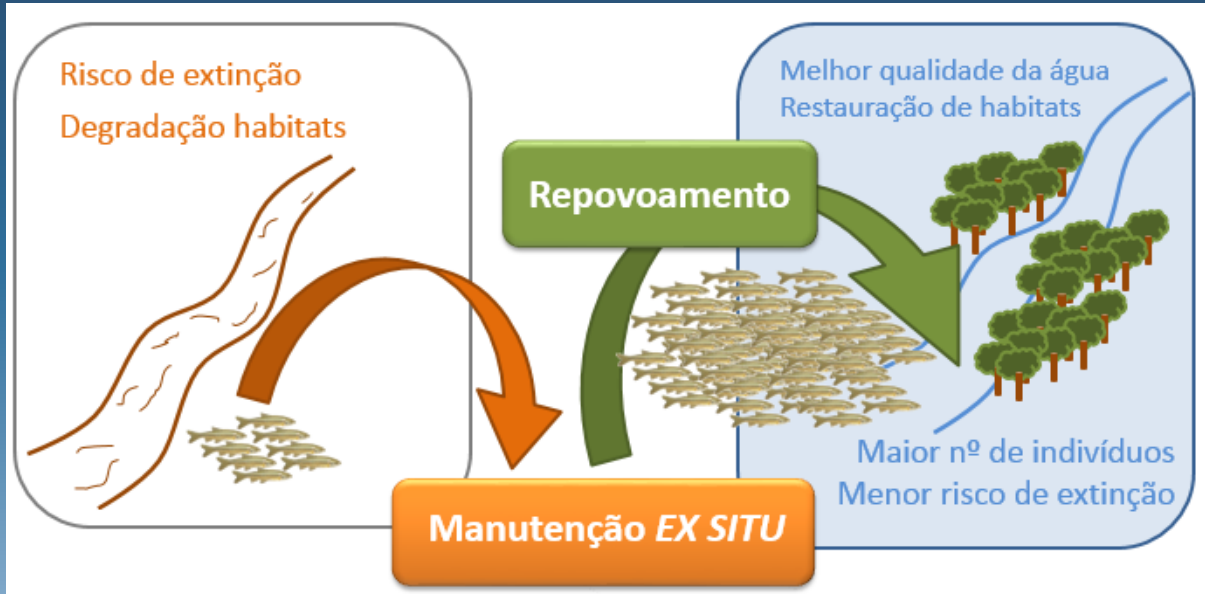 Risco de extinção
Degradação habitats
Manutenção EX SITU
Repovoamento
Melhor qualidade da água
Restauração de habitats
Maior nº de indivíduos
Menor risco de extinção